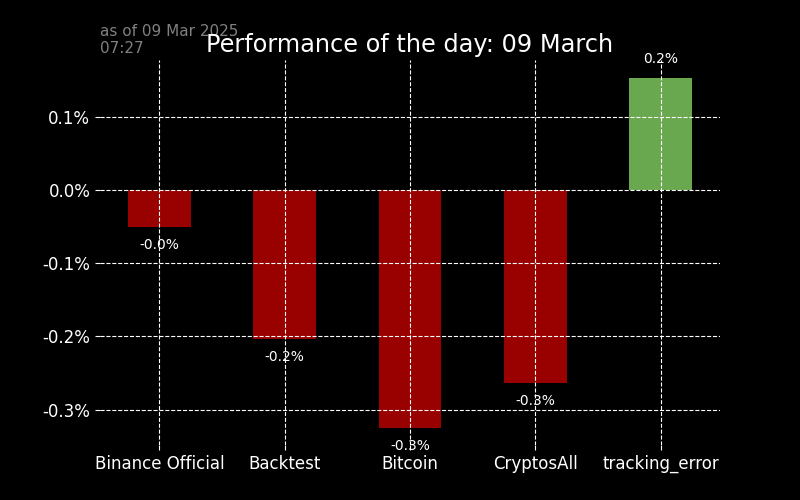 as of 09 Mar 2025
07:27
Performance of the day: 09 March
0.2%
0.1%
0.0%
-0.0%
-0.1%
-0.2%
-0.2%
-0.3%
-0.3%
-0.3%
Binance Official
Backtest
Bitcoin
CryptosAll
tracking_error